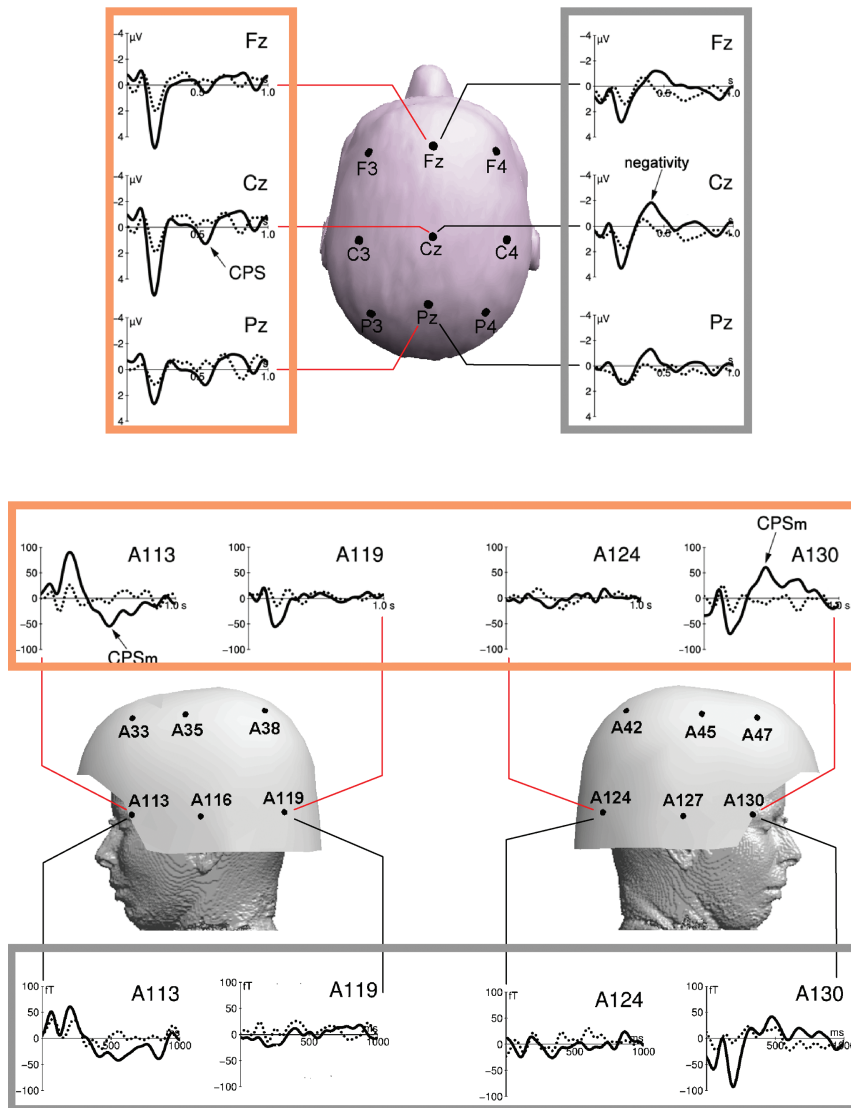 -4 µV Fz
-2
0 0.5 s 1.0
2
4
-4 µV Cz
-2
0 0.5 s 1.0
2
4 CPS
-4 µV Pz
-2
0 0.5 s 1.0
2
4
F3 Fz F4
C3 Cz C4
P3 Pz P4
-4 µV Fz
-2
0 0.5 s 1.0
2
4
negativity
-4 µV Cz
-2
0 0.5 s 1.0
2
4
-4 µV Pz
-2
0 0.5 s 1.0
2
4
100 A113
50
0 1.0 s
-50
-100 CPSm
100 A119
50
0 1.0 s
-50
-100
100 A124
50
0 1.0 s
-50
-100
CPSm
100 A130
50
0 1.0 s
-50
-100
A33 A35 A38
A113 A116 A119
A42 A45 A47
A124 A127 A130
100 fT A113
50
0 500 1000
-50
-100
100 fT A119
50
0 500 ms 1000
-50
-100
100 fT A124
50
0 500 ms 1000
-50
-100
100 fT A130
50
0 500 ms 1000
-50
-100